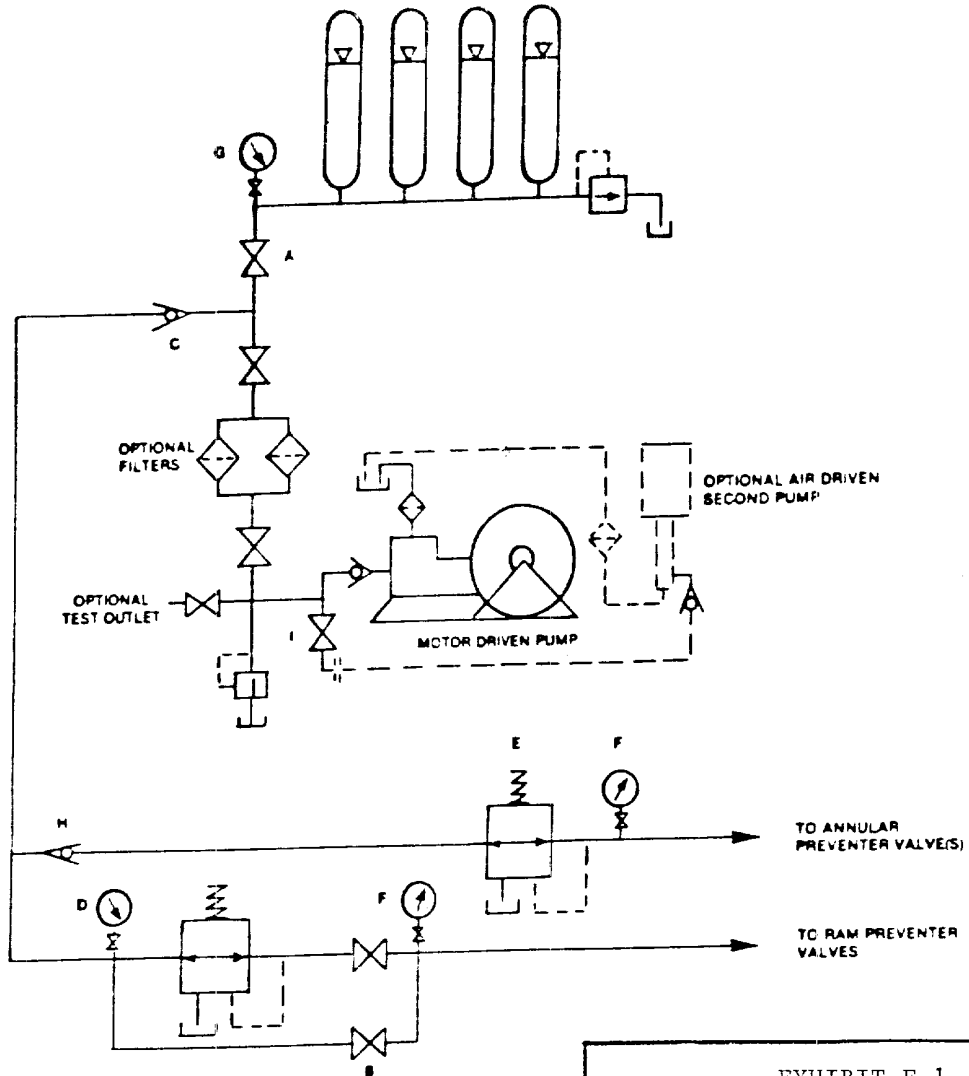 G
A
C
OPTIONAL
FILTERS
OPTIONAL AIR DRIVEN
SECOND PUMP
OPTIONAL
TEST OUTLET
I
MOTOR DRIVEN PUMP
E
F
H
TO ANNULAR
PREVENTER VALVE(S)
D
F
TO RAM PREVENTER
VALVES
B